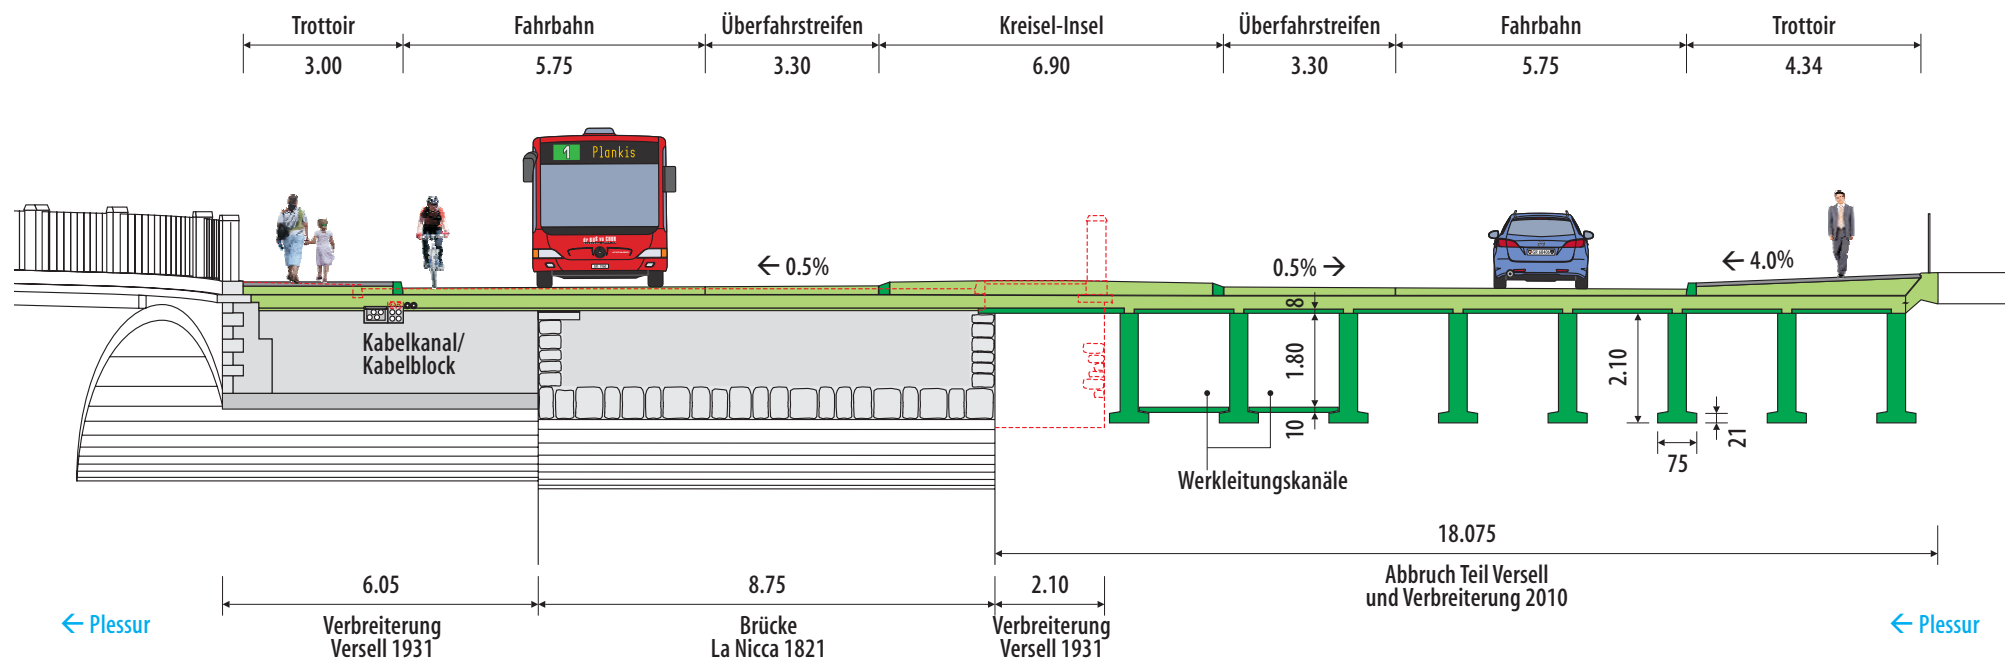 Trottoir
Fahrbahn
Überfahrstreifen
Kreisel-Insel
Überfahrstreifen
Fahrbahn
Trottoir
3.00
5.75
3.30
6.90
3.30
5.75
4.34
1 Plankis
← 0.5%
0.5% →
← 4.0%
8
Kabelkanal/
Kabelblock
1.80
2.10
10
21
75
Werkleitungskanäle
18.075
Abbruch Teil Versell
und Verbreiterung 2010
6.05
8.75
2.10
← Plessur
Verbreiterung
Versell 1931
Brücke
La Nicca 1821
Verbreiterung
Versell 1931
← Plessur